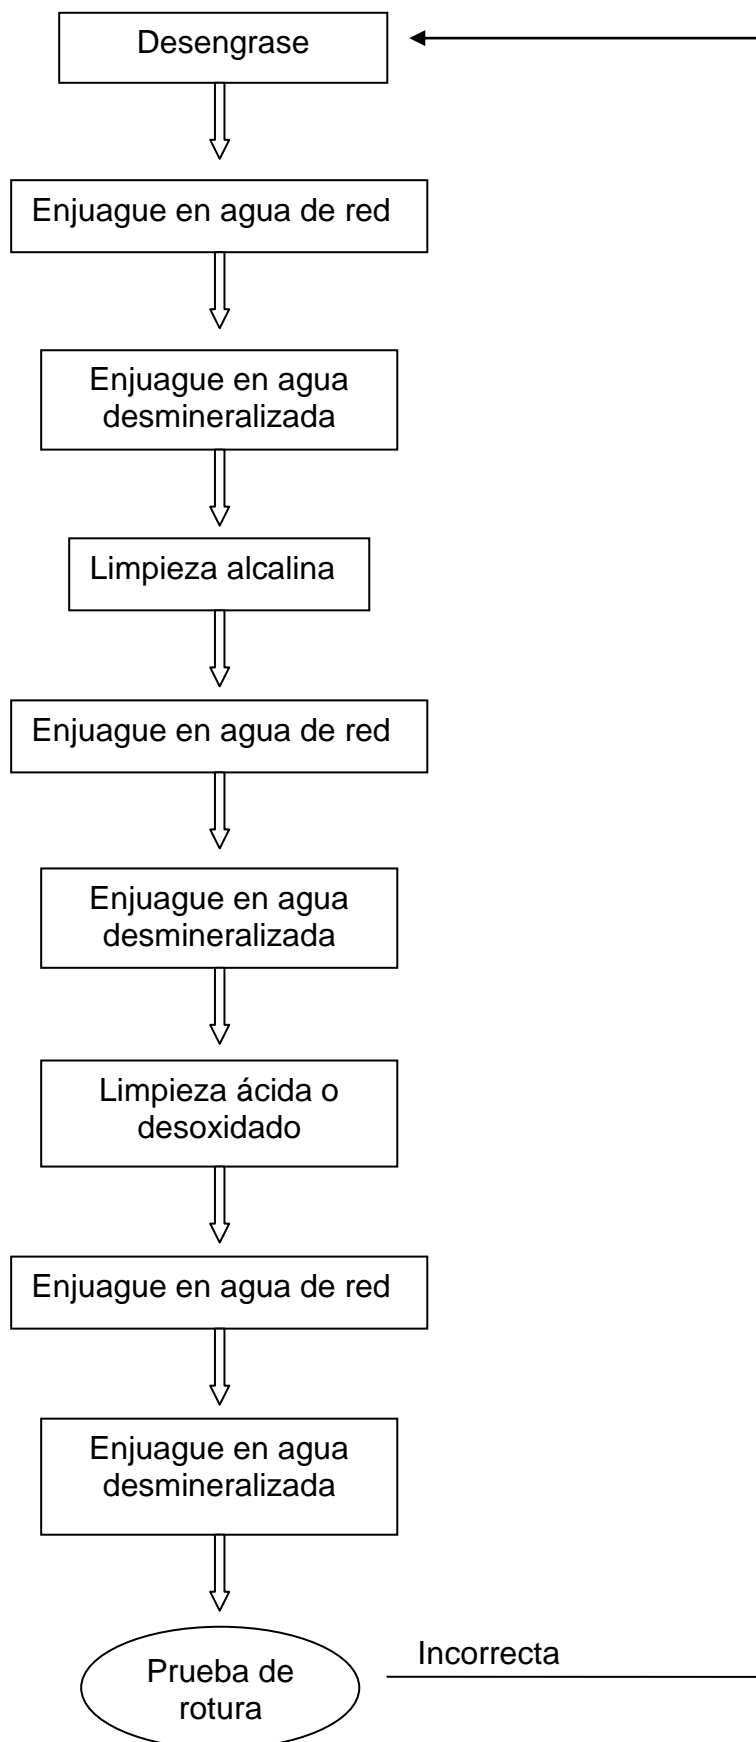 Desengrase
Enjuague en agua de red
Enjuague en agua
desmineralizada
Limpieza alcalina
Enjuague en agua de red
Enjuague en agua
desmineralizada
Limpieza ácida o
desoxidado
Enjuague en agua de red
Enjuague en agua
desmineralizada
Incorrecta
Prueba de
rotura